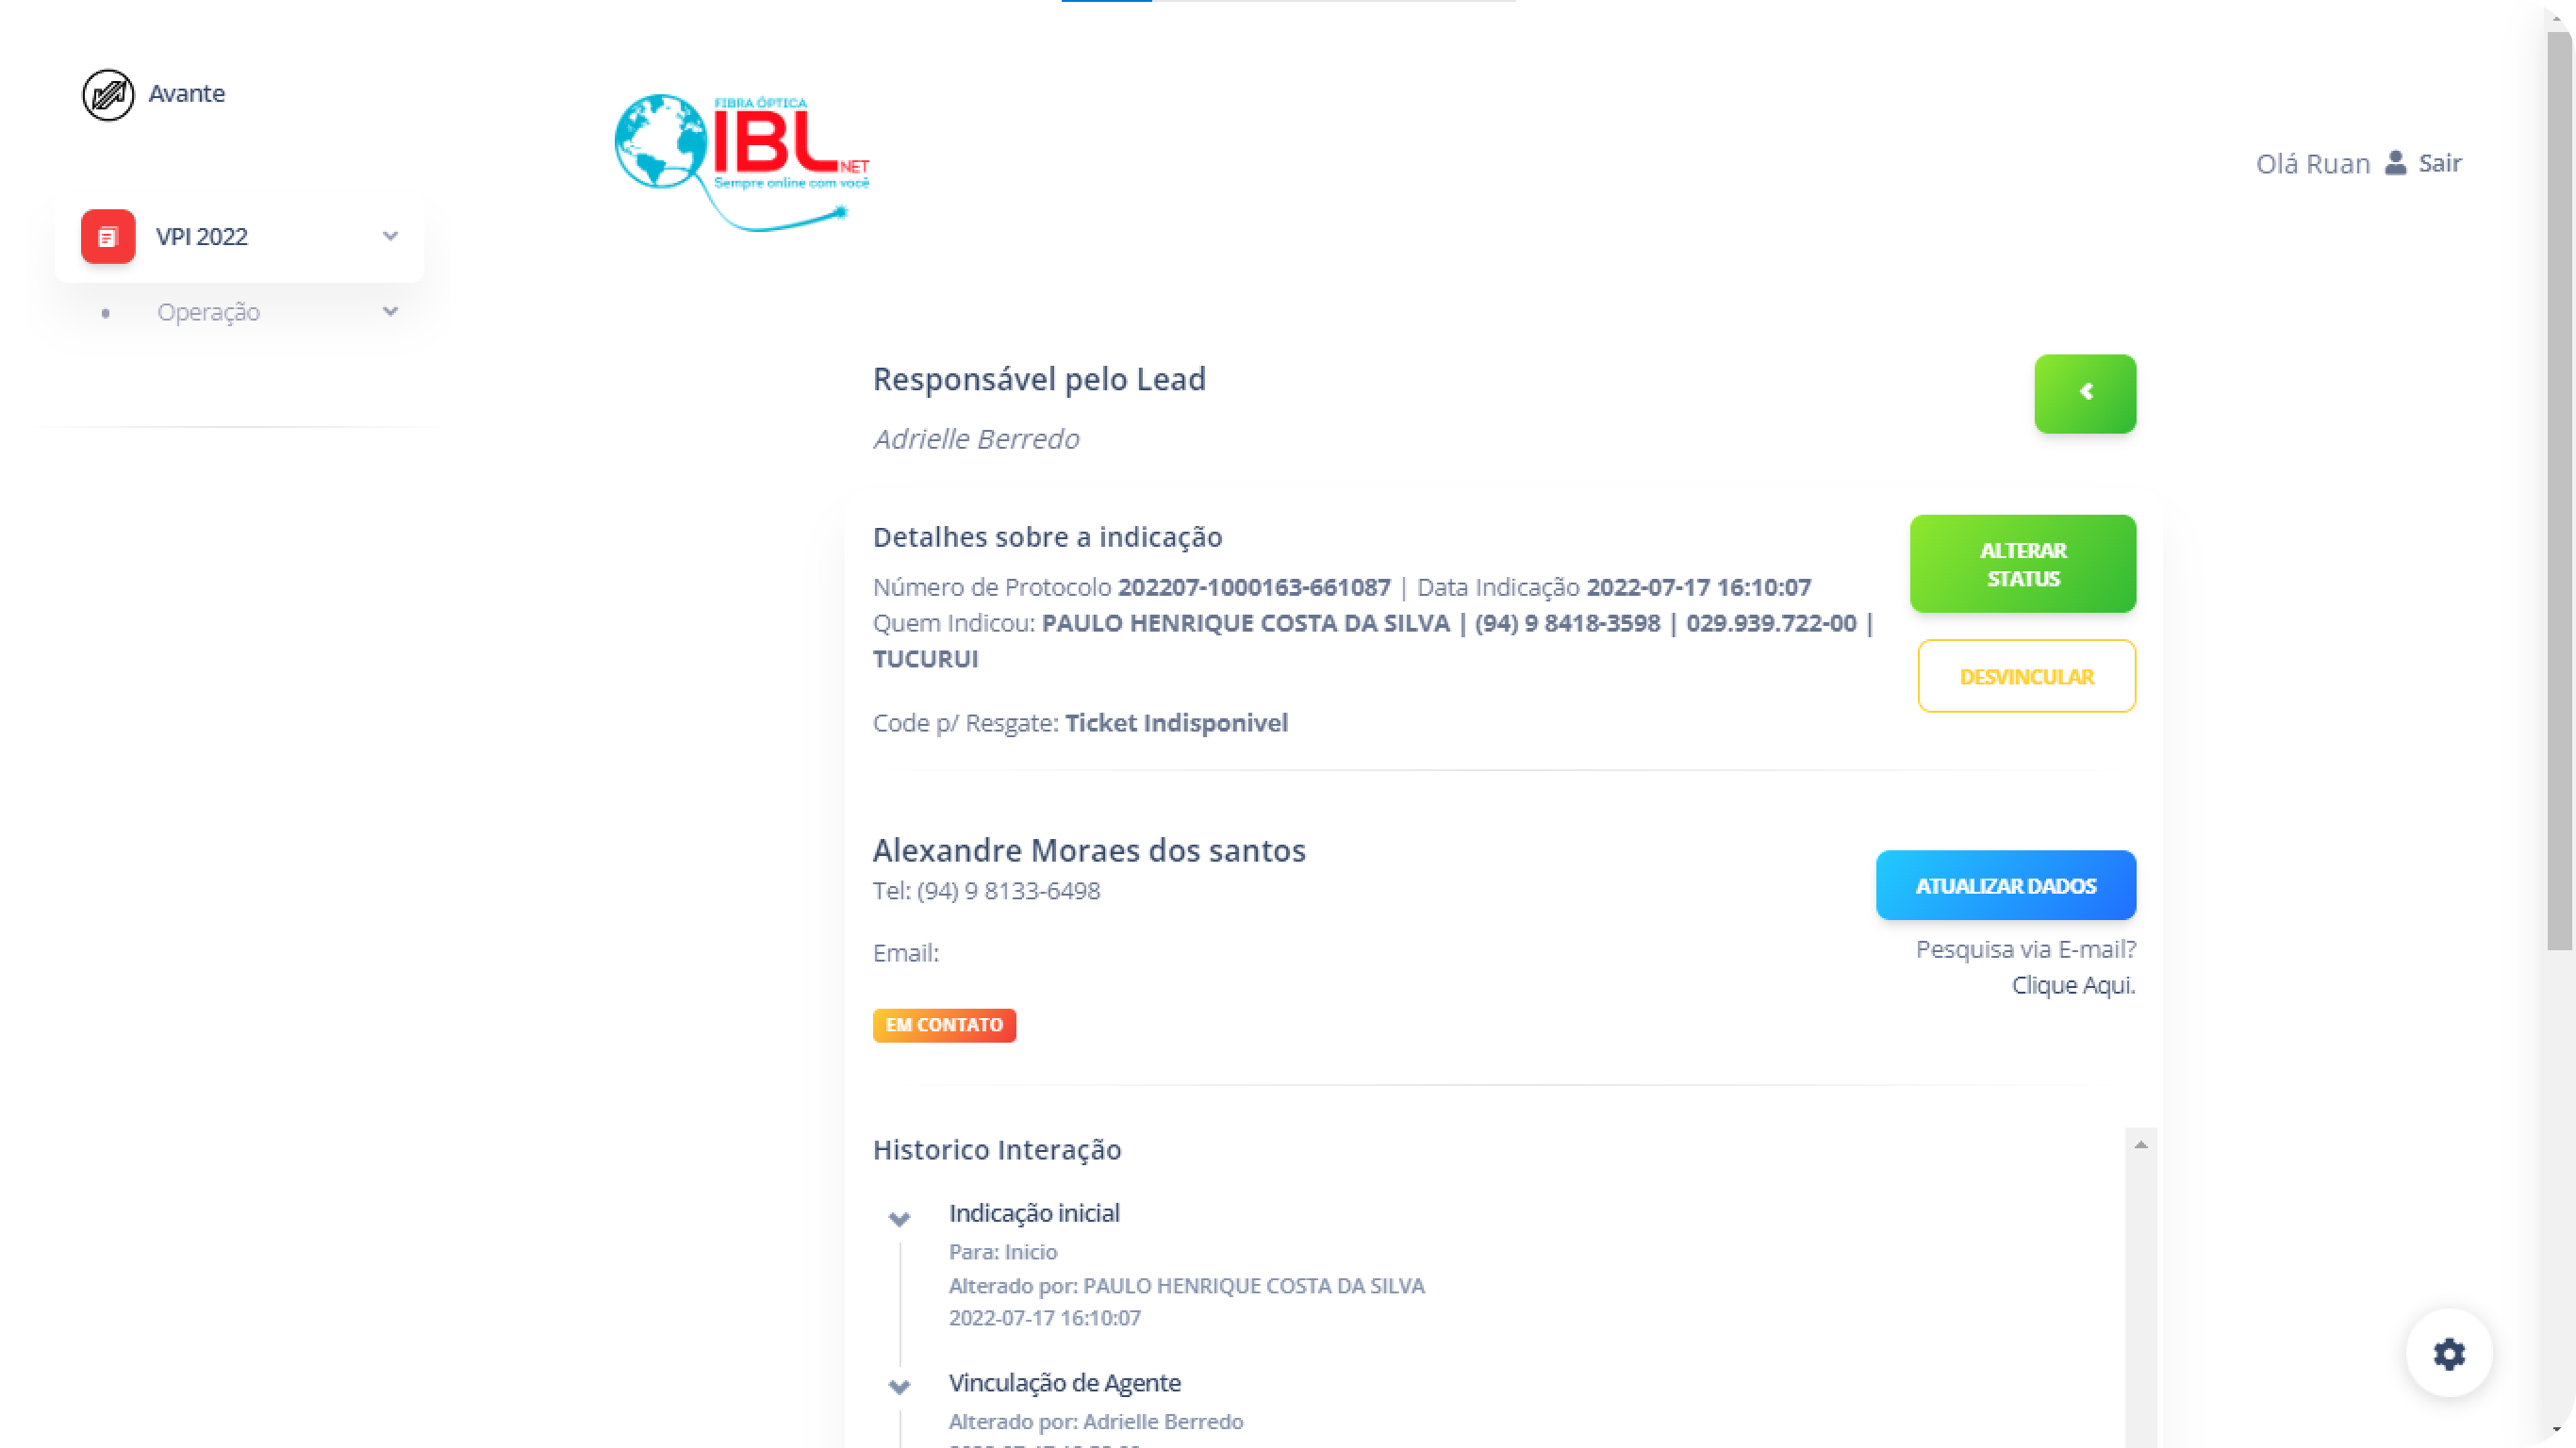 Avante
FIBRA ÓPTICA
IBL.NET
Sempre online com você
Olá Ruan Sair
VPI 2022
Operação
Responsável pelo Lead
Adrielle Berredo
Detalhes sobre a indicação
ALTERAR
STATUS
Número de Protocolo 202207-1000163-661087 | Data Indicação 2022-07-17 16:10:07
Quem Indicou: PAULO HENRIQUE COSTA DA SILVA | (94) 9 8418-3598 | 029.939.722-00 |
TUCURUI
DESVINCULAR
Code p/ Resgate: Ticket Indisponivel
Alexandre Moraes dos santos
Tel: (94) 9 8133-6498
ATUALIZAR DADOS
Email:
Pesquisa via E-mail?
Clique Aqui.
EM CONTATO
Historico Interação
Indicação inicial
Para: Inicio
Alterado por: PAULO HENRIQUE COSTA DA SILVA
2022-07-17 16:10:07
Vinculação de Agente
Alterado por: Adrielle Berredo